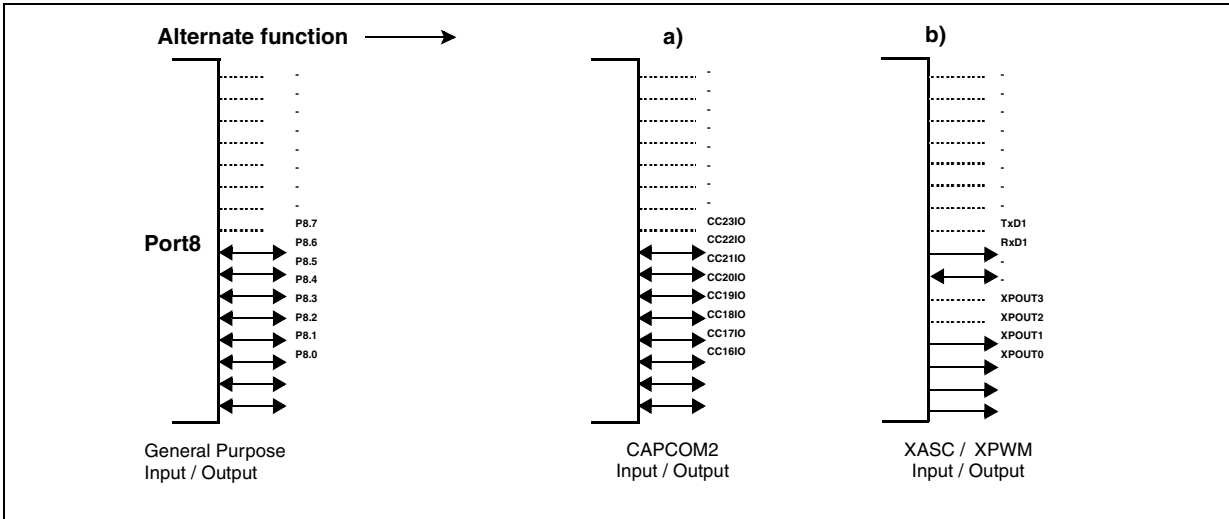 Alternate function
a)
b)
Port8
-
-
-
-
-
-
-
-
P8.7
P8.6
P8.5
P8.4
P8.3
P8.2
P8.1
P8.0
General Purpose
Input / Output
-
-
-
-
-
-
-
-
CC23IO
CC22IO
CC21IO
CC20IO
CC19IO
CC18IO
CC17IO
CC16IO
CAPCOM2
Input / Output
-
-
-
-
-
-
-
-
TxD1
RxD1
-
-
XPOUT3
XPOUT2
XPOUT1
XPOUT0
XASC / XPWM
Input / Output